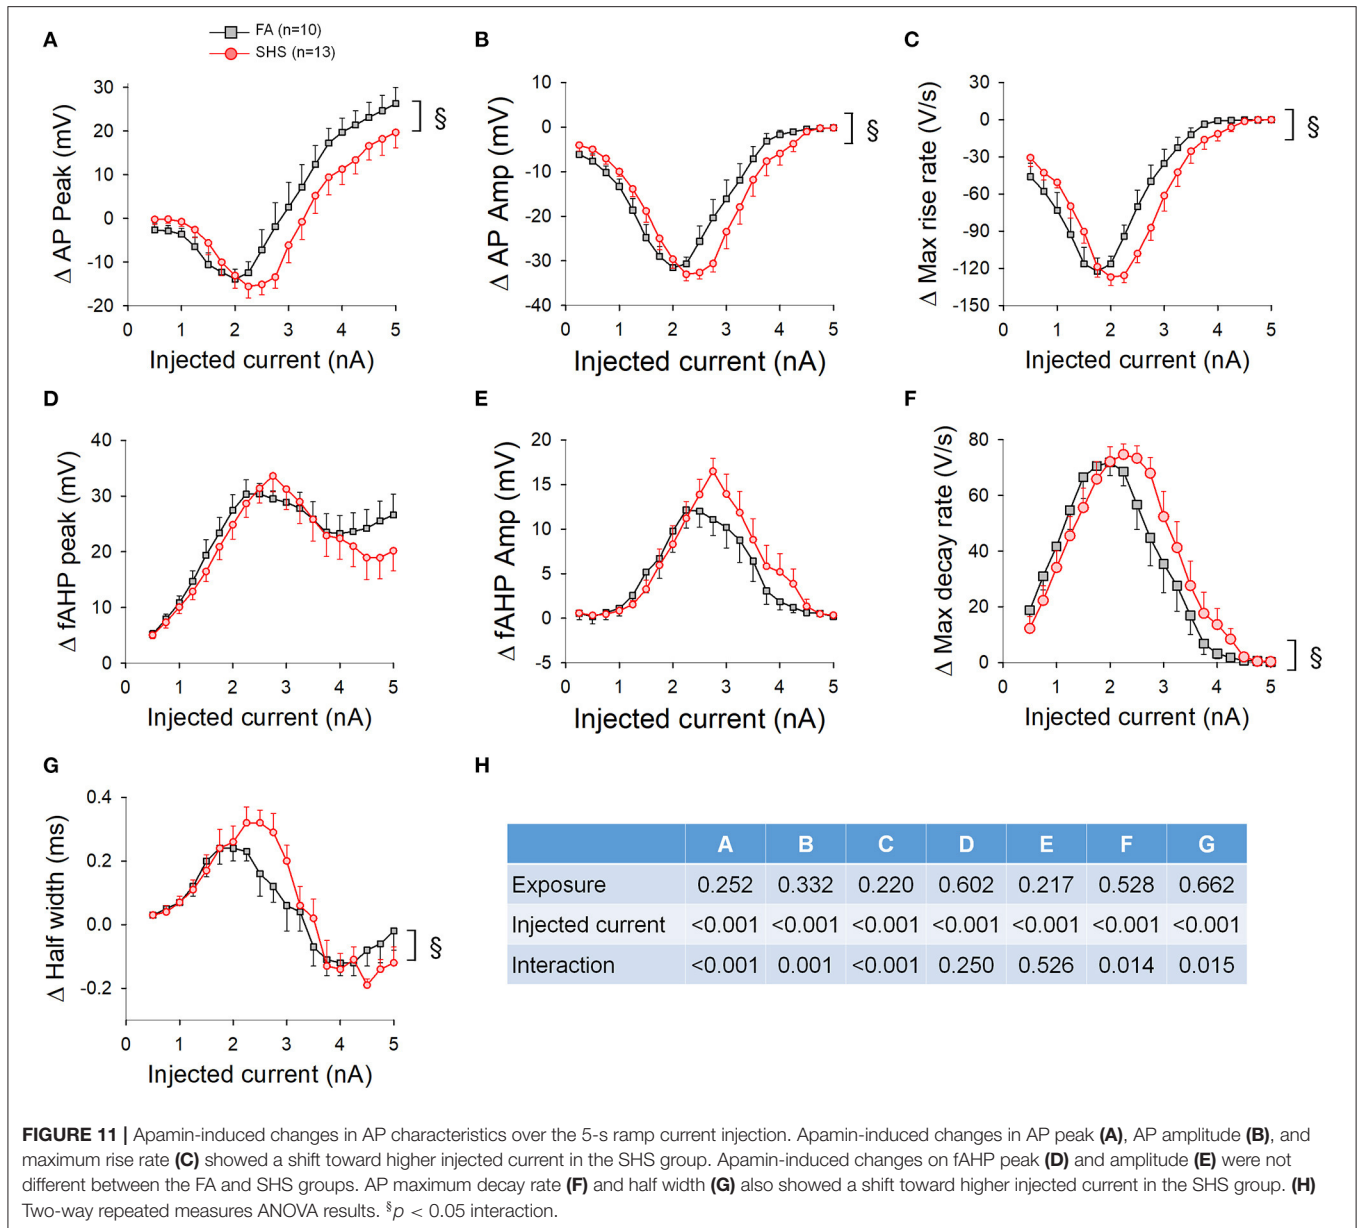 A
FA (n=10)
SHS (n=13)
Δ AP Peak (mV)
30
20
10
0
-10
-20
§
0 1 2 3 4 5
Injected current (nA)
B
Δ AP Amp (mV)
10
0
-10
-20
-30
-40
§
0 1 2 3 4 5
Injected current (nA)
C
Δ Max rise rate (V/s)
0
-30
-60
-90
-120
-150
§
0 1 2 3 4 5
Injected current (nA)
D
Δ fAHP peak (mV)
40
30
20
10
0
0 1 2 3 4 5
Injected current (nA)
E
Δ fAHP Amp (mV)
20
15
10
5
0
-5
0 1 2 3 4 5
Injected current (nA)
F
Δ Max decay rate (V/s)
80
60
40
20
0
§
0 1 2 3 4 5
Injected current (nA)
G
Δ Half width (ms)
0.4
0.2
0.0
-0.2
§
0 1 2 3 4 5
Injected current (nA)
H
A B C D E F G
Exposure 0.252 0.332 0.220 0.602 0.217 0.528 0.662
Injected current <0.001 <0.001 <0.001 <0.001 <0.001 <0.001 <0.001
Interaction <0.001 0.001 <0.001 0.250 0.526 0.014 0.015
FIGURE 11 | Apamin-induced changes in AP characteristics over the 5-s ramp current injection. Apamin-induced changes in AP peak (A), AP amplitude (B), and
maximum rise rate (C) showed a shift toward higher injected current in the SHS group. Apamin-induced changes on fAHP peak (D) and amplitude (E) were not
different between the FA and SHS groups. AP maximum decay rate (F) and half width (G) also showed a shift toward higher injected current in the SHS group. (H)
Two-way repeated measures ANOVA results. §p < 0.05 interaction.